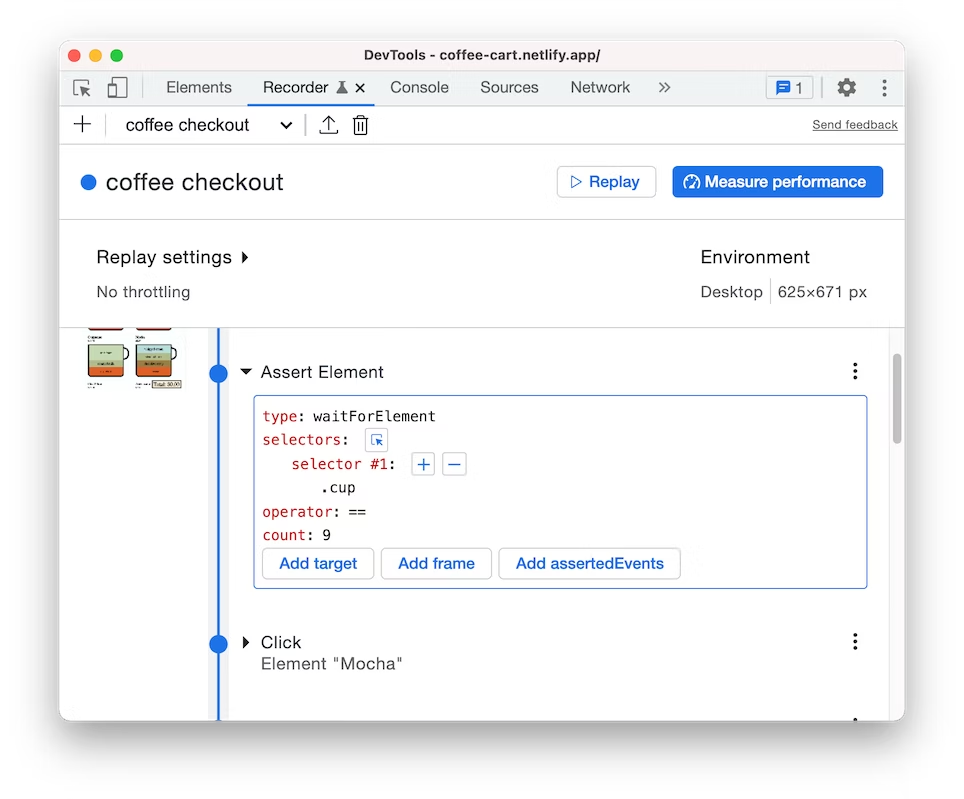 DevTools - coffee-cart.netlify.app/
Elements Recorder Console Sources Network 1
coffee checkout Send feedback
coffee checkout Replay Measure performance
Replay settings Environment
No throttling Desktop 625×671 px
Assert Element
type: waitForElement
selectors:
selector #1:
.cup
operator: ==
count: 9
Add target Add frame Add assertedEvents
Click
Element "Mocha"